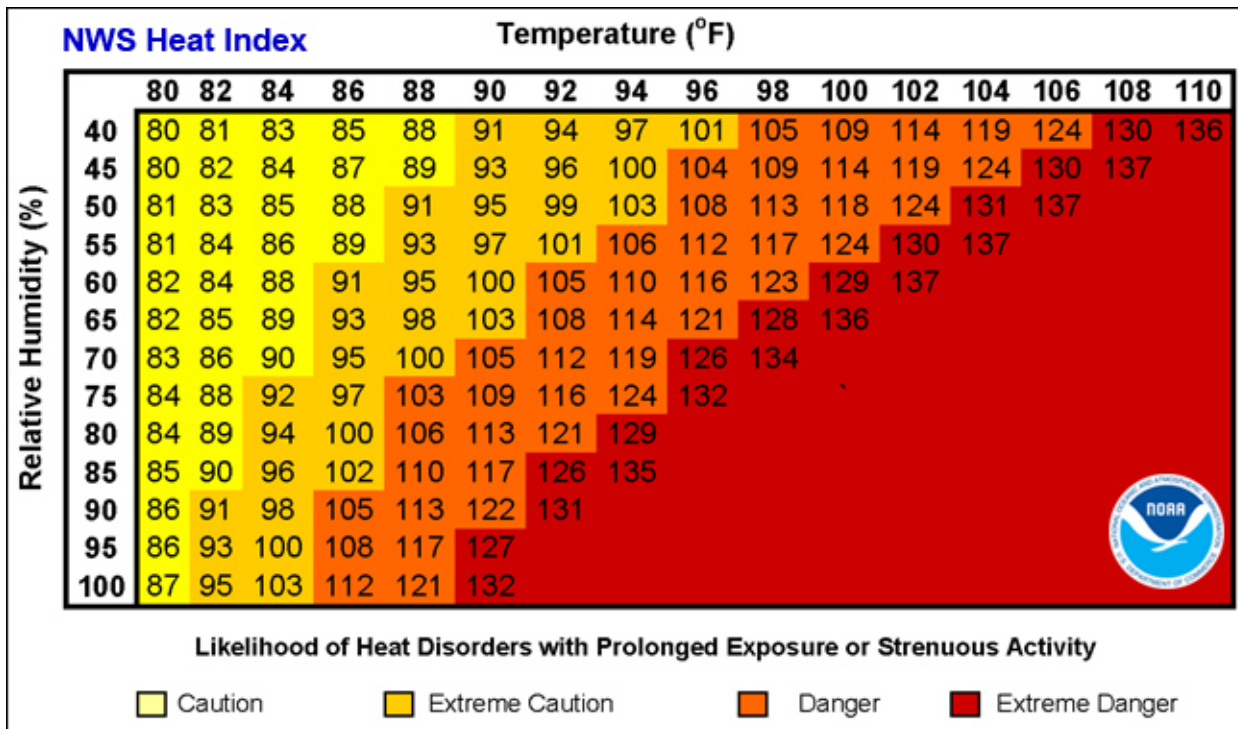 NWS Heat Index
Temperature (°F)
80 82 84 86 88 90 92 94 96 98 100 102 104 106 108 110
Relative Humidity (%)
40 80 81 83 85 88 91 94 97 101 105 109 114 119 124 130 136
45 80 82 84 87 89 93 96 100 104 109 114 119 124 130 137
50 81 83 85 88 91 95 99 103 108 113 118 124 131 137
55 81 84 86 89 93 97 101 106 112 117 124 130 137
60 82 84 88 91 95 100 105 110 116 123 129 137
65 82 85 89 93 98 103 108 114 121 128 136
70 83 86 90 95 100 105 112 119 126 134
75 84 88 92 97 103 109 116 124 132 `
80 84 89 94 100 106 113 121 129
85 85 90 96 102 110 117 126 135
90 86 91 98 105 113 122 131
95 86 93 100 108 117 127
100 87 95 103 112 121 132
NATIONAL OCEANIC AND ATMOSPHERIC ADMINISTRATION
NOAA
U.S. DEPARTMENT OF COMMERCE
Likelihood of Heat Disorders with Prolonged Exposure or Strenuous Activity
Caution Extreme Caution Danger Extreme Danger